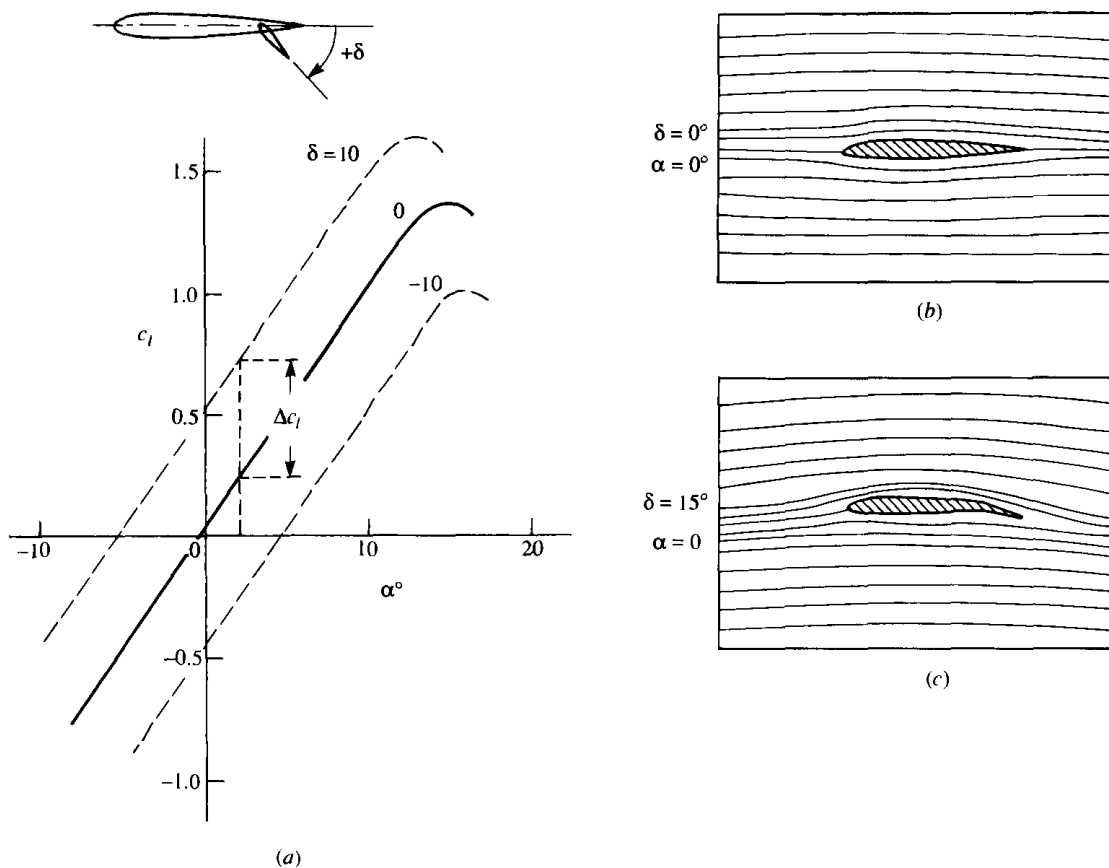 +δ
δ = 10
0
−10
1.5
1.0
0.5
−0.5
−1.0
c_l
Δc_l
−10
0
10
20
α°
(a)
δ = 0°
α = 0°
(b)
δ = 15°
α = 0
(c)